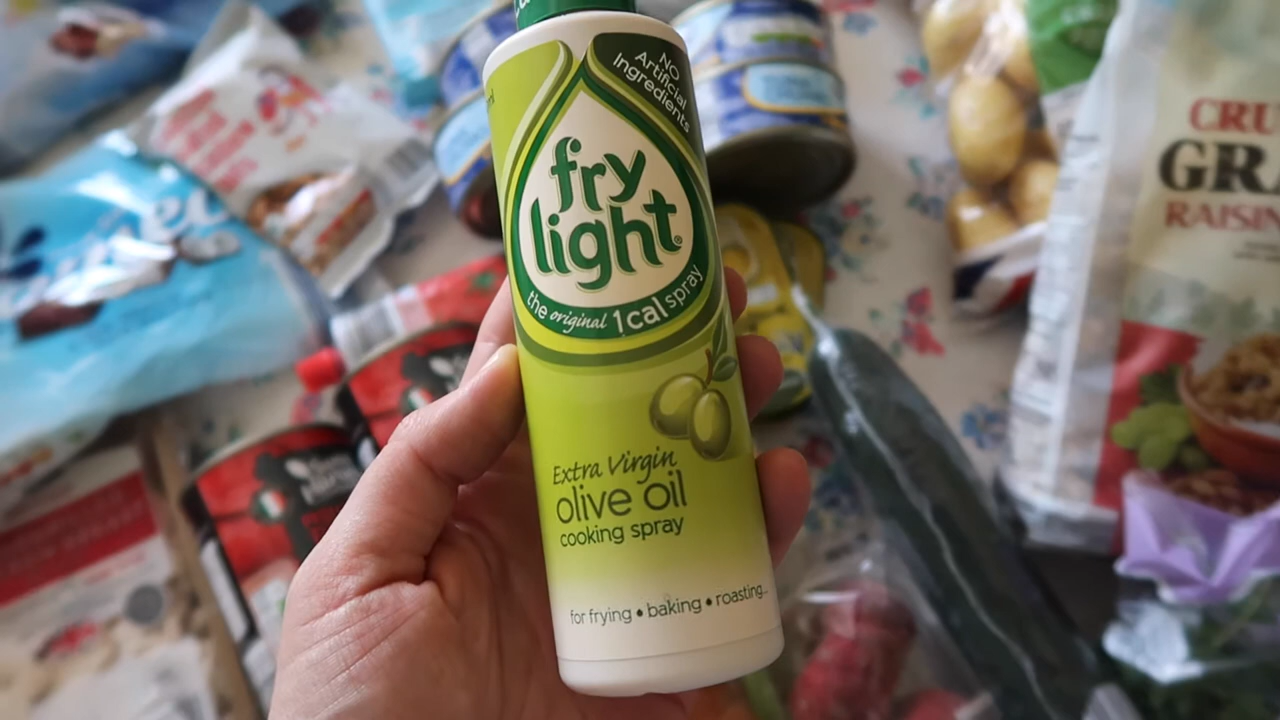 NO
Artificial
Ingredients
fry
light®
the original 1cal spray
Extra Virgin
olive oil
cooking spray
for frying • baking • roasting...
CRU
GRA
RAISIN